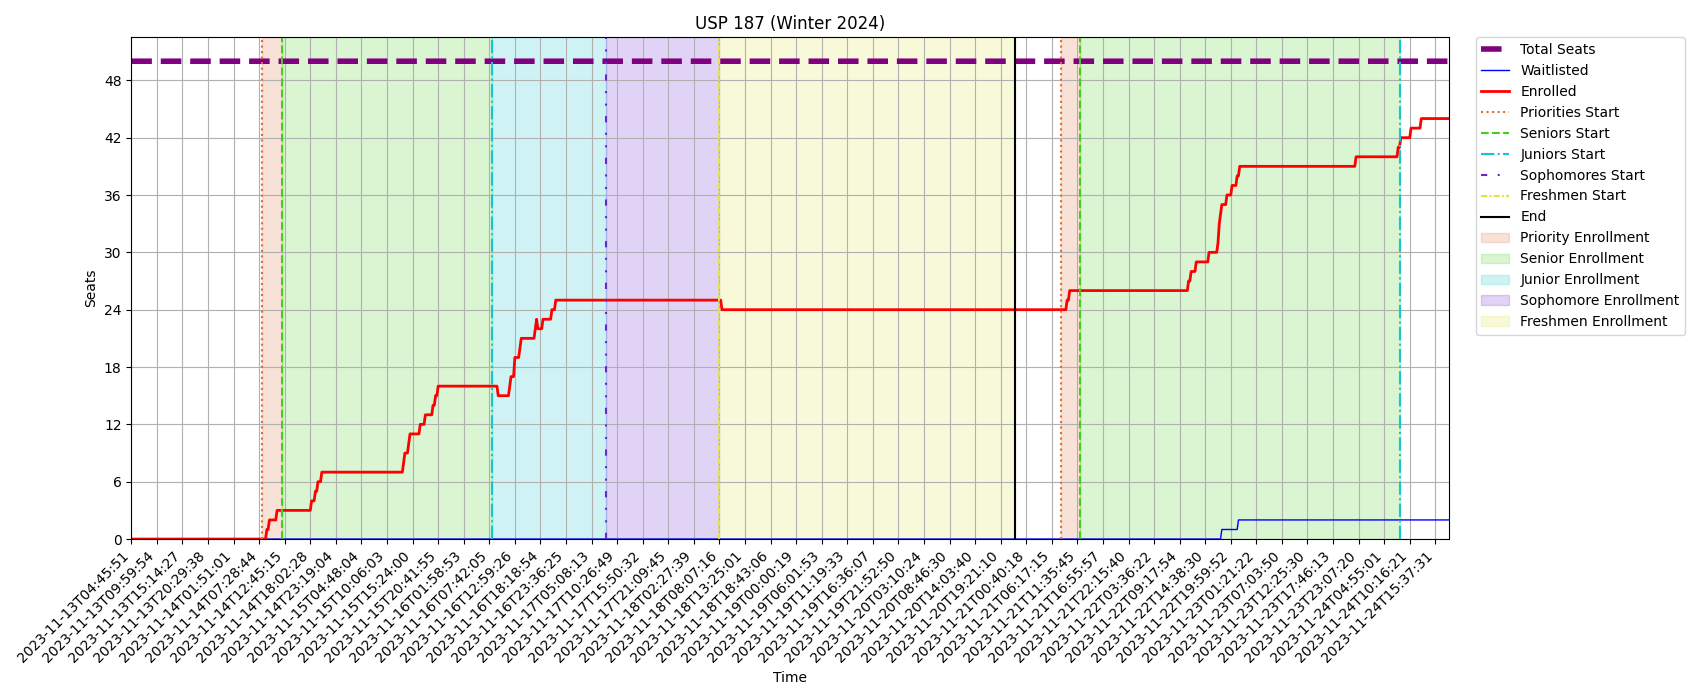 USP 187 (Winter 2024)
Seats
48
42
36
30
24
18
12
6
0
2023-11-13T04:45:51
2023-11-13T09:59:54
2023-11-13T15:14:27
2023-11-13T20:29:38
2023-11-14T01:51:01
2023-11-14T07:28:44
2023-11-14T12:45:15
2023-11-14T18:02:28
2023-11-14T23:19:04
2023-11-15T04:48:04
2023-11-15T10:06:03
2023-11-15T15:24:00
2023-11-15T20:41:55
2023-11-16T01:58:53
2023-11-16T07:42:05
2023-11-16T12:59:26
2023-11-16T18:18:54
2023-11-16T23:36:25
2023-11-17T05:08:13
2023-11-17T10:26:49
2023-11-17T15:50:32
2023-11-17T21:09:45
2023-11-18T02:27:39
2023-11-18T08:07:16
2023-11-18T13:25:01
2023-11-18T18:43:06
2023-11-19T00:00:19
2023-11-19T06:01:53
2023-11-19T11:19:33
2023-11-19T16:36:07
2023-11-19T21:52:50
2023-11-20T03:10:24
2023-11-20T08:46:30
2023-11-20T14:03:40
2023-11-20T19:21:10
2023-11-21T00:40:18
2023-11-21T06:17:15
2023-11-21T11:35:45
2023-11-21T16:55:57
2023-11-21T22:15:40
2023-11-22T03:36:22
2023-11-22T09:17:54
2023-11-22T14:38:30
2023-11-22T19:59:52
2023-11-23T01:21:22
2023-11-23T07:03:50
2023-11-23T12:25:30
2023-11-23T17:46:13
2023-11-23T23:07:20
2023-11-24T04:55:01
2023-11-24T10:16:21
2023-11-24T15:37:31
Time
Total Seats
Waitlisted
Enrolled
Priorities Start
Seniors Start
Juniors Start
Sophomores Start
Freshmen Start
End
Priority Enrollment
Senior Enrollment
Junior Enrollment
Sophomore Enrollment
Freshmen Enrollment